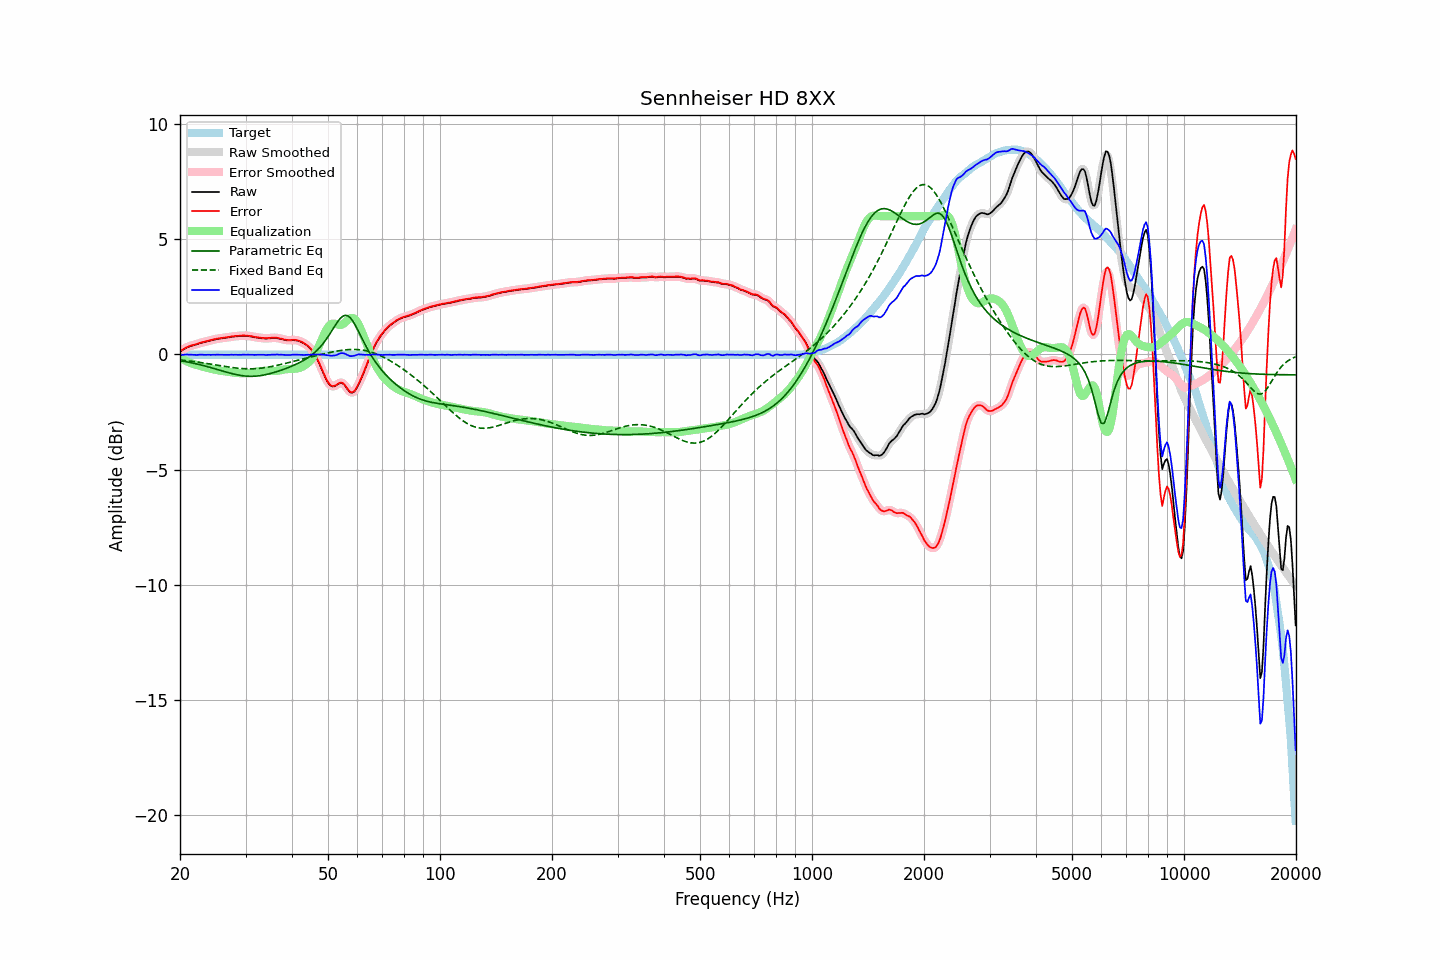 Sennheiser HD 8XX
Target
Raw Smoothed
Error Smoothed
Raw
Error
Equalization
Parametric Eq
Fixed Band Eq
Equalized
10
5
0
−5
−10
−15
−20
Amplitude (dBr)
20 50 100 200 500 1000 2000 5000 10000 20000
Frequency (Hz)